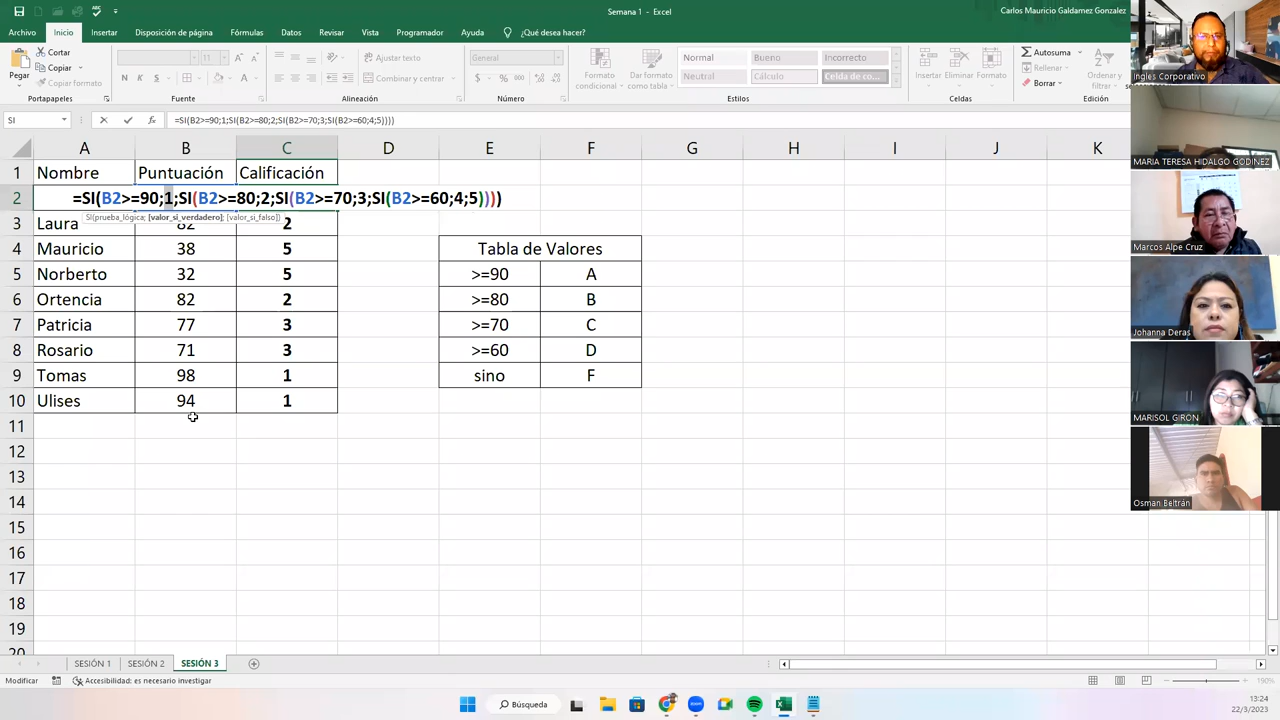 Semana 1 - Excel
Carlos Mauricio Galdamez Gonzalez
Archivo Inicio Insertar Disposición de página Fórmulas Datos Revisar Vista Programador Ayuda ¿Qué desea hacer?
Pegar
Cortar
Copiar
Copiar formato
Portapapeles
11
N K S
Fuente
Ajustar texto
Combinar y centrar
Alineación
General
Número
Formato condicional
Dar formato como tabla
Normal Bueno Incorrecto
Neutral Cálculo Celda de co...
Estilos
Insertar Eliminar Formato
Celdas
Autosuma
Rellenar
Borrar
Ordenar y
filtrar
Edición
SI
=SI(B2>=90;1;SI(B2>=80;2;SI(B2>=70;3;SI(B2>=60;4;5))))
A B C D E F G H I J K
1 Nombre Puntuación Calificación
2 =SI(B2>=90;1;SI(B2>=80;2;SI(B2>=70;3;SI(B2>=60;4;5))))
SI(prueba_lógica; [valor_si_verdadero]; [valor_si_falso])
3 Laura 82 2
4 Mauricio 38 5 Tabla de Valores
5 Norberto 32 5 >=90 A
6 Ortencia 82 2 >=80 B
7 Patricia 77 3 >=70 C
8 Rosario 71 3 >=60 D
9 Tomas 98 1 sino F
10 Ulises 94 1
11
12
13
14
15
16
17
18
19
20
SESIÓN 1 SESIÓN 2 SESIÓN 3
Modificar Accesibilidad: es necesario investigar
190%
Búsqueda
13:24
22/3/2023
Ingles Corporativo
MARIA TERESA HIDALGO GODINEZ
Marcos Alpe Cruz
Johanna Deras
MARISOL GIRON
Osman Beltrán